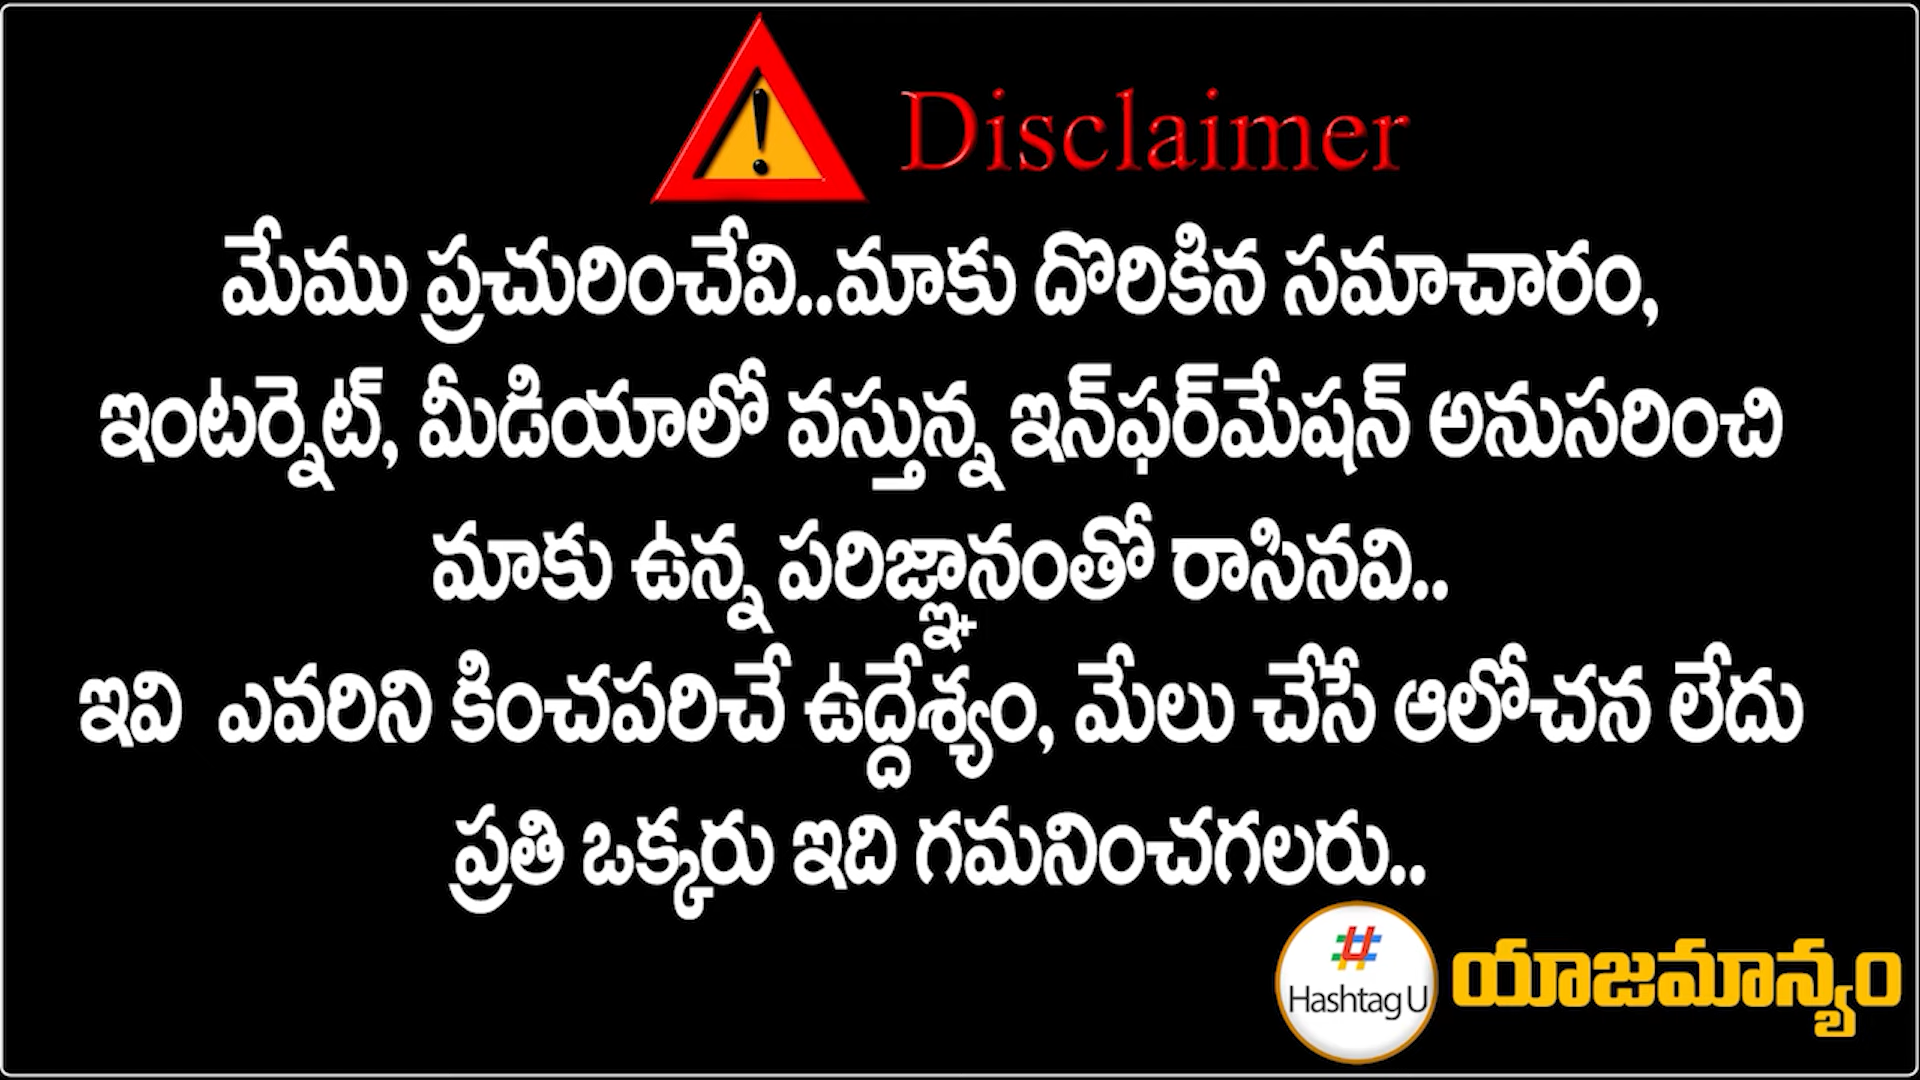 Disclaimer
మేము ప్రచురించేవి..మాకు దొరికిన సమాచారం,
ఇంటర్నెట్, మీడియాలో వస్తున్న ఇన్‌ఫర్‌మేషన్ అనుసరించి
మాకు ఉన్న పరిజ్ఞానంతో రాసినవి..
ఇవి ఎవరిని కించపరిచే ఉద్దేశ్యం, మేలు చేసే ఆలోచన లేదు
ప్రతి ఒక్కరు ఇది గమనించగలరు..
Hashtag U యాజమాన్యం